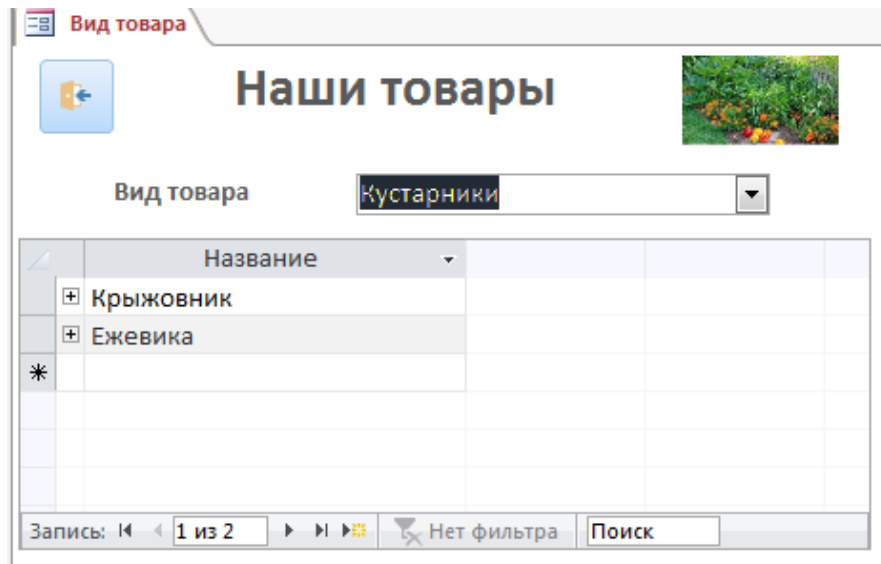 Вид товара
Наши товары
Вид товара Кустарники
Название
Крыжовник
Ежевика
Запись: 1 из 2 Нет фильтра Поиск